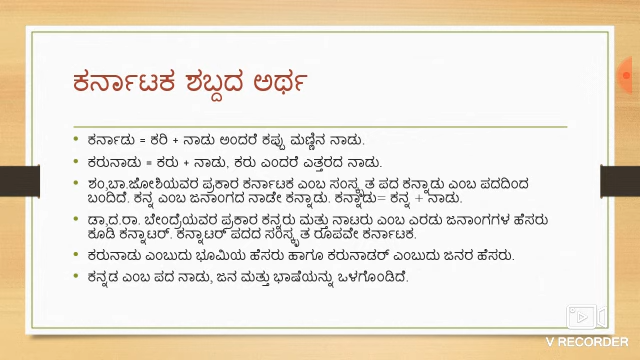 ಕರ್ನಾಟಕ ಶಬ್ದದ ಅರ್ಥ
ಕರ್ನಾಡು = ಕರಿ + ನಾಡು ಅಂದರೆ ಕಪ್ಪು ಮಣ್ಣಿನ ನಾಡು.
ಕರುನಾಡು = ಕರು + ನಾಡು, ಕರು ಎಂದರೆ ಎತ್ತರದ ನಾಡು.
ಶಂ.ಬಾ.ಜೋಶಿಯವರ ಪ್ರಕಾರ ಕರ್ನಾಟಕ ಎಂಬ ಸಂಸ್ಕೃತ ಪದ ಕನ್ನಾಡು ಎಂಬ ಪದದಿಂದ
ಬಂದಿದೆ. ಕನ್ನ ಎಂಬ ಜನಾಂಗದ ನಾಡೇ ಕನ್ನಾಡು. ಕನ್ನಾಡು= ಕನ್ನ + ನಾಡು.
ಡಾ,ದ.ರಾ. ಬೇಂದ್ರೆಯವರ ಪ್ರಕಾರ ಕನ್ನರು ಮತ್ತು ನಾಟರು ಎಂಬ ಎರಡು ಜನಾಂಗಗಳ ಹೆಸರು
ಕೂಡಿ ಕನ್ನಾಟರ್. ಕನ್ನಾಟರ್ ಪದದ ಸಂಸ್ಕೃತ ರೂಪವೇ ಕರ್ನಾಟಕ.
ಕರುನಾಡು ಎಂಬುದು ಭೂಮಿಯ ಹೆಸರು ಹಾಗೂ ಕರುನಾಡರ್ ಎಂಬುದು ಜನರ ಹೆಸರು.
ಕನ್ನಡ ಎಂಬ ಪದ ನಾಡು, ಜನ ಮತ್ತು ಭಾಷೆಯನ್ನು ಒಳಗೊಂಡಿದೆ.
V RECORDER